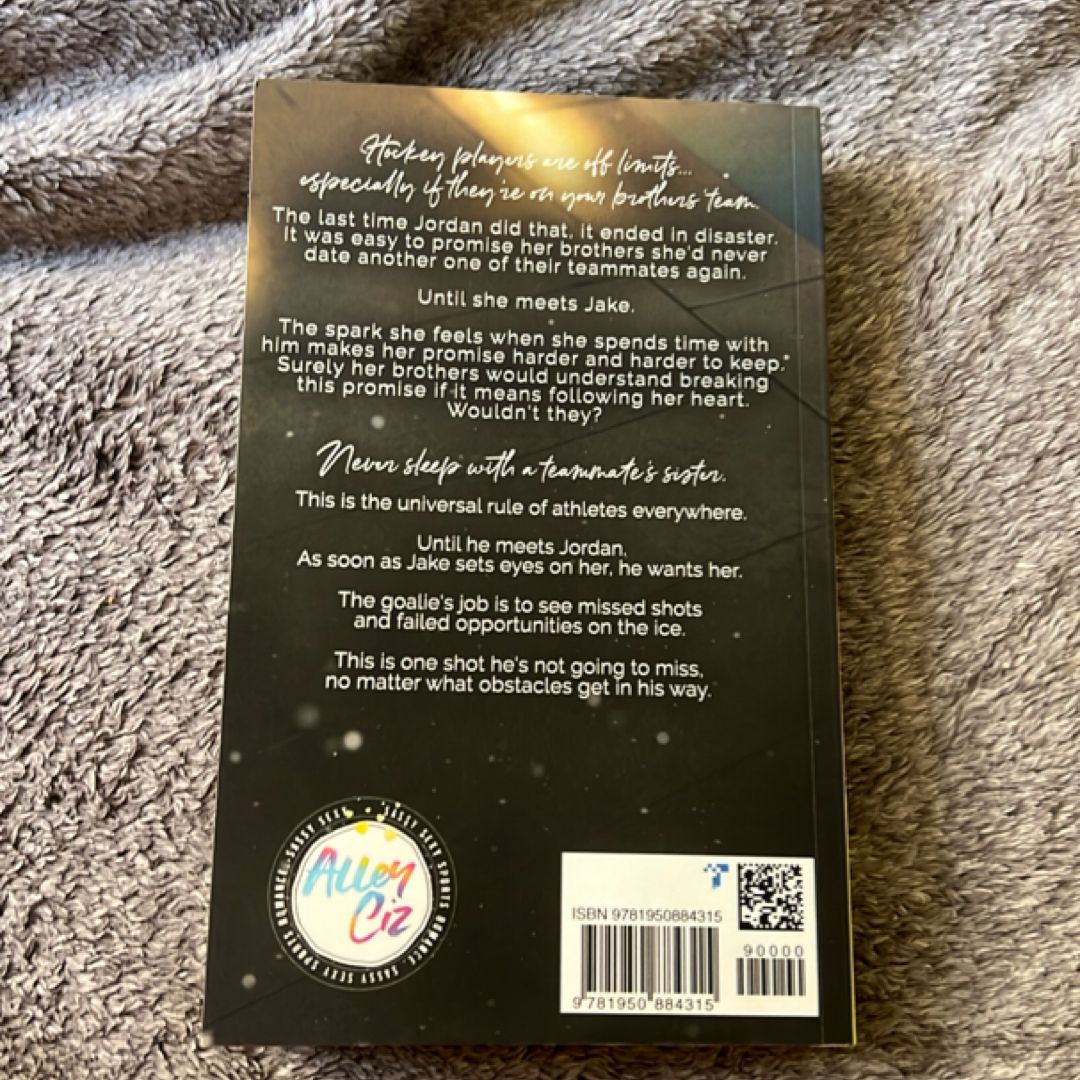 Hockey players are off limits...
especially if they're on your brothers' team.
The last time Jordan did that, it ended in disaster.
It was easy to promise her brothers she'd never
date another one of their teammates again.
Until she meets Jake.
The spark she feels when she spends time with
him makes her promise harder and harder to keep.
Surely her brothers would understand breaking
this promise if it means following her heart.
Wouldn't they?
Never sleep with a teammate's sister.
This is the universal rule of athletes everywhere.
Until he meets Jordan.
As soon as Jake sets eyes on her, he wants her.
The goalie's job is to see missed shots
and failed opportunities on the ice.
This is one shot he's not going to miss,
no matter what obstacles get in his way.
SASSY SEXY SPORTS ROMANCE · SASSY SEXY SPORTS ROMANCE ·
Alley
Ciz
ISBN 9781950884315
90000
9 781950 884315